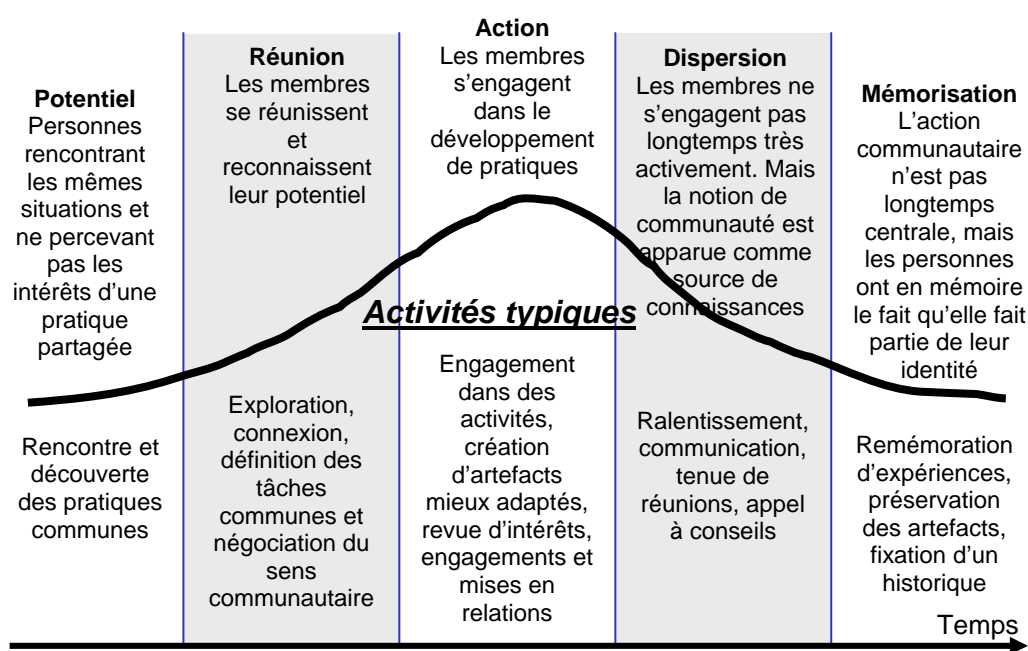 Potentiel
Personnes
rencontrant
les mêmes
situations et
ne percevant
pas les
intérêts d’une
pratique
partagée
Réunion
Les membres
se réunissent
et
reconnaissent
leur potentiel
Action
Les membres
s’engagent
dans le
développement
de pratiques
Dispersion
Les membres ne
s’engagent pas
longtemps très
activement. Mais
la notion de
communauté est
apparue comme
source de
connaissances
Mémorisation
L’action
communautaire
n’est pas
longtemps
centrale, mais
les personnes
ont en mémoire
le fait qu’elle fait
partie de leur
identité
Activités typiques
Rencontre et
découverte
des pratiques
communes
Exploration,
connexion,
définition des
tâches
communes et
négociation du
sens
communautaire
Engagement
dans des
activités,
création
d’artefacts
mieux adaptés,
revue d’intérêts,
engagements et
mises en
relations
Ralentissement,
communication,
tenue de
réunions, appel
à conseils
Remémoration
d’expériences,
préservation
des artefacts,
fixation d’un
historique
Temps